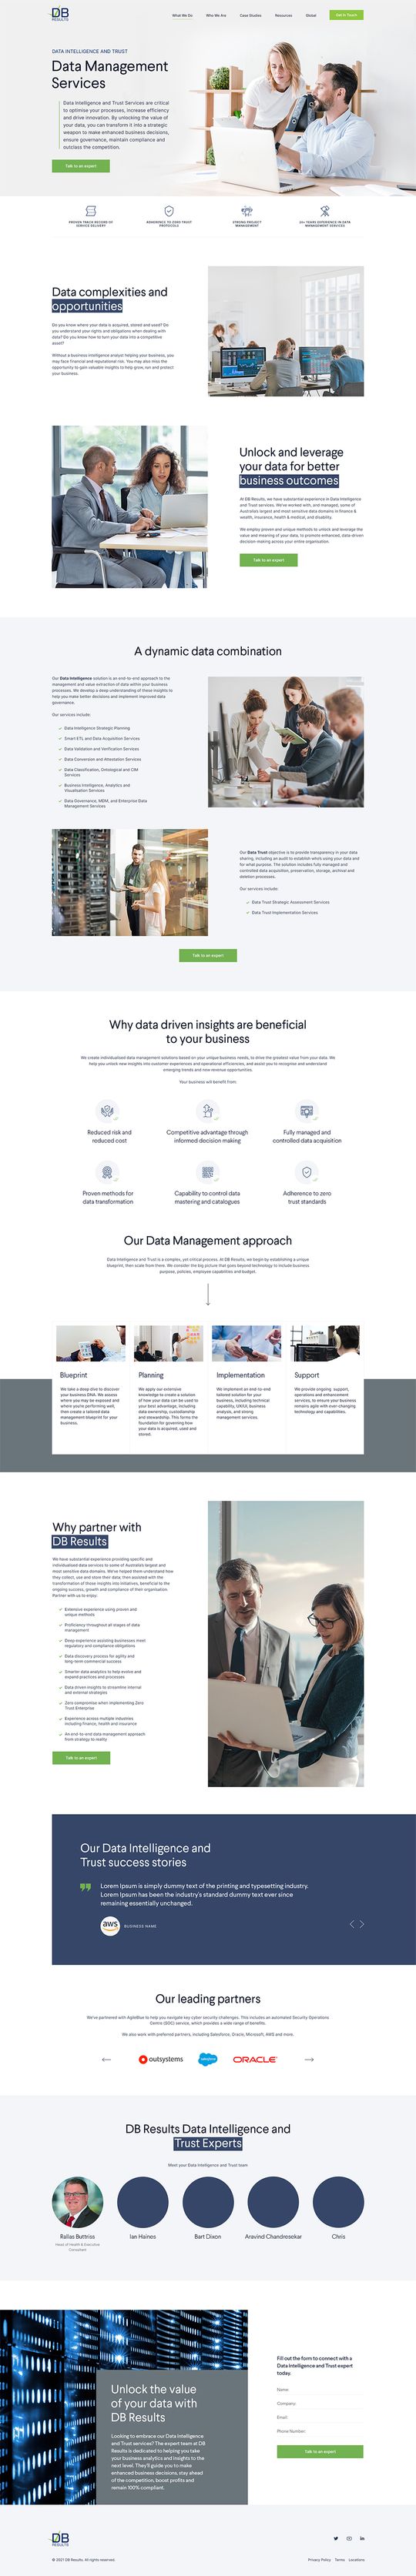 DB
RESULTS
What We Do
Who We Are
Case Studies
Resources
Global
Get In Touch
DATA INTELLIGENCE AND TRUST
Data Management
Services
Data Intelligence and Trust Services are critical
to optimise your processes, increase efficiency
and drive innovation. By unlocking the value of
your data, you can transform it into a strategic
weapon to make enhanced business decisions,
ensure governance, maintain compliance and
outclass the competition.
Talk to an expert
PROVEN TRACK RECORD OF
SERVICE DELIVERY
ADHERENCE TO ZERO TRUST
PROTOCOLS
STRONG PROJECT
MANAGEMENT
20+ YEARS EXPERIENCE IN DATA
MANAGEMENT SERVICES
Data complexities and
opportunities
Do you know where your data is acquired, stored and used? Do
you understand your rights and obligations when dealing with
data? Do you know how to turn your data into a competitive
asset?
Without a business intelligence analyst helping your business, you
may face financial and reputational risk. You may also miss the
opportunity to gain valuable insights to help grow, run and protect
your business.
Unlock and leverage
your data for better
business outcomes
At DB Results, we have substantial experience in Data Intelligence
and Trust services. We've worked with, and managed, some of
Australia's largest and most sensitive data domains in finance &
wealth, insurance, health & medical, and disability.
We employ proven and unique methods to unlock and leverage the
value and meaning of your data, to promote enhanced, data-driven
decision making across your entire organisation.
Talk to an expert
A dynamic data combination
Our Data Intelligence solution is an end-to-end approach to the
management and value extraction of data within your business
processes. We develop a deep understanding of these insights to
help you make better decisions and implement improved data
governance.
Our services include:
Data Intelligence Strategic Planning
Smart ETL and Data Acquisition Services
Data Validation and Verification Services
Data Conversion and Attestation Services
Data Classification, Ontological and CIM
Services
Business Intelligence, Analytics and
Visualisation Services
Data Governance, MDM, and Enterprise Data
Management Services
Our Data Trust objective is to provide transparency in your data
sharing, including an audit to establish who's using your data and
for what purpose. The solution includes fully managed and
controlled data acquisition, preservation, storage, archival and
deletion processes.
Our services include:
Data Trust Strategic Assessment Services
Data Trust Implementation Services
Talk to an expert
Why data driven insights are beneficial
to your business
We create individualised data management solutions based on your unique business needs, to drive the greatest value from your data. We
help you unlock new insights into customer experiences and operational efficiencies, and assist you to recognise and understand
emerging trends and new revenue opportunities.
Your business will benefit from:
Reduced risk and
reduced cost
Competitive advantage through
informed decision making
Fully managed and
controlled data acquisition
Proven methods for
data transformation
Capability to control data
mastering and catalogues
Adherence to zero
trust standards
Our Data Management approach
Data Intelligence and Trust is a complex, yet critical capability. At DB Results, we begin by establishing a unique
blueprint, then scale from there. We consider the big picture that goes beyond technology to include business
purpose, policies, employee capabilities and budget.
Blueprint
We take a deep dive to discover
your business DNA. We assess
where you may be exposed and
where you're performing well,
then create a tailored data
management blueprint for your
business.
Planning
We apply our extensive
knowledge to create a solution
of how your data can be used to
your best advantage, including
data ownership, custodianship
and stewardship. This forms the
foundation for governing how
your data is acquired, used and
stored.
Implementation
We implement an end-to-end
tailored solution for your
business, including technical
capability, UX/UI, business
analysis, and strong
management services.
Support
We provide ongoing support,
operations and enhancement
services, to ensure your business
remains agile with ever-changing
technology and capabilities.
Why partner with
DB Results
We have substantial experience providing specific and
individualised data services to some of Australia's largest and
most sensitive data domains. We've helped them understand how
they collect, use and store their data; then assisted with the
transformation of those insights into initiatives, beneficial to the
ongoing success, growth and compliance of their organisation.
Partner with us to enjoy:
Extensive experience using proven and
unique methods
Proficiency throughout all stages of data
management
Deep experience assisting businesses meet
regulatory and compliance obligations
Data discovery process for agility and
long-term commercial success
Smarter data analytics to help evolve and
expand practices and processes
Data driven insights to streamline internal
and external strategies
Zero compromise when implementing Zero
Trust Enterprise
Experience across multiple industries
including finance, health and insurance
An end-to-end data management approach
from strategy to reality
Talk to an expert
Our Data Intelligence and
Trust success stories
Lorem Ipsum is simply dummy text of the printing and typesetting industry.
Lorem Ipsum has been the industry's standard dummy text ever since
remaining essentially unchanged.
aws
BUSINESS NAME
Our leading partners
We've partnered with AgileBlue to help you navigate key cyber security challenges. This includes an automated Security Operations
Centre (SOC) service, which provides a wide range of benefits.
We also work with preferred partners, including Salesforce, Oracle, Microsoft, AWS and more.
outsystems
salesforce
ORACLE
DB Results Data Intelligence and
Trust Experts
Meet your Data Intelligence and Trust team
Rallas Buttriss
Head of Health & Executive
Consultant
Ian Haines
Bart Dixon
Aravind Chandresekar
Chris
Unlock the value
of your data with
DB Results
Looking to embrace our Data Intelligence
and Trust services? The expert team at DB
Results is dedicated to helping you take
your business analytics and insights to the
next level. They'll guide you to make
enhanced business decisions, stay ahead
of the competition, boost profits and
remain 100% compliant.
Fill out the form to connect with a
Data Intelligence and Trust expert
today.
Name
Company
Email
Phone Number
Talk to an expert
DB
RESULTS
© 2021 DB Results. All rights reserved.
Privacy Policy
Terms
Locations